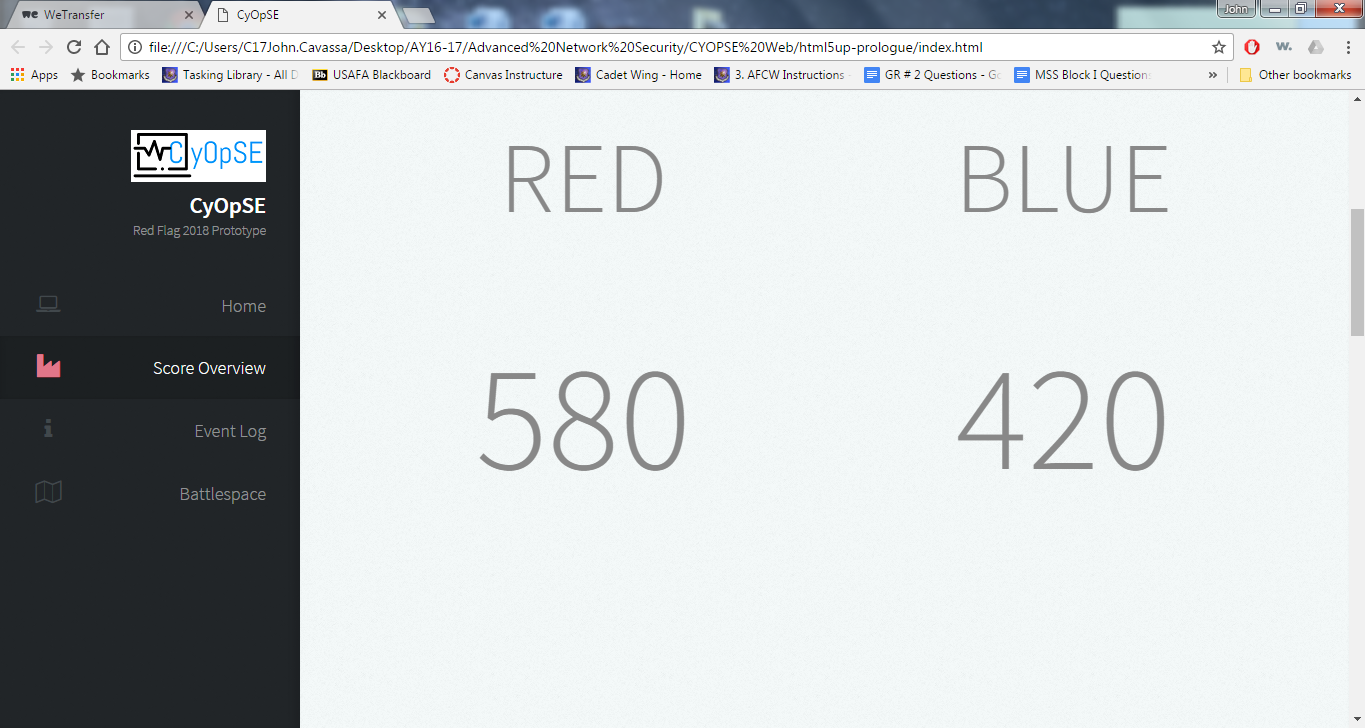 WeTransfer
CyOpSE
John
file:///C:/Users/C17John.Cavassa/Desktop/AY16-17/Advanced%20Network%20Security/CYOPSE%20Web/html5up-prologue/index.html
W.
Apps Bookmarks Tasking Library - All D Bb USAFA Blackboard Canvas Instructure Cadet Wing - Home 3. AFCW Instructions - GR # 2 Questions - Go MSS Block I Questions » Other bookmarks
CyOpSE
CyOpSE
Red Flag 2018 Prototype
Home
Score Overview
Event Log
Battlespace
RED BLUE
580 420